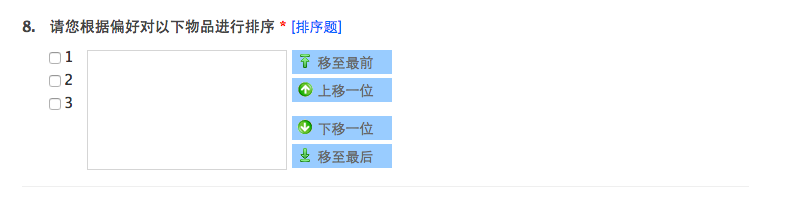 8. 请您根据偏好对以下物品进行排序 * [排序题]
1
2
3
移至最前
上移一位
下移一位
移至最后